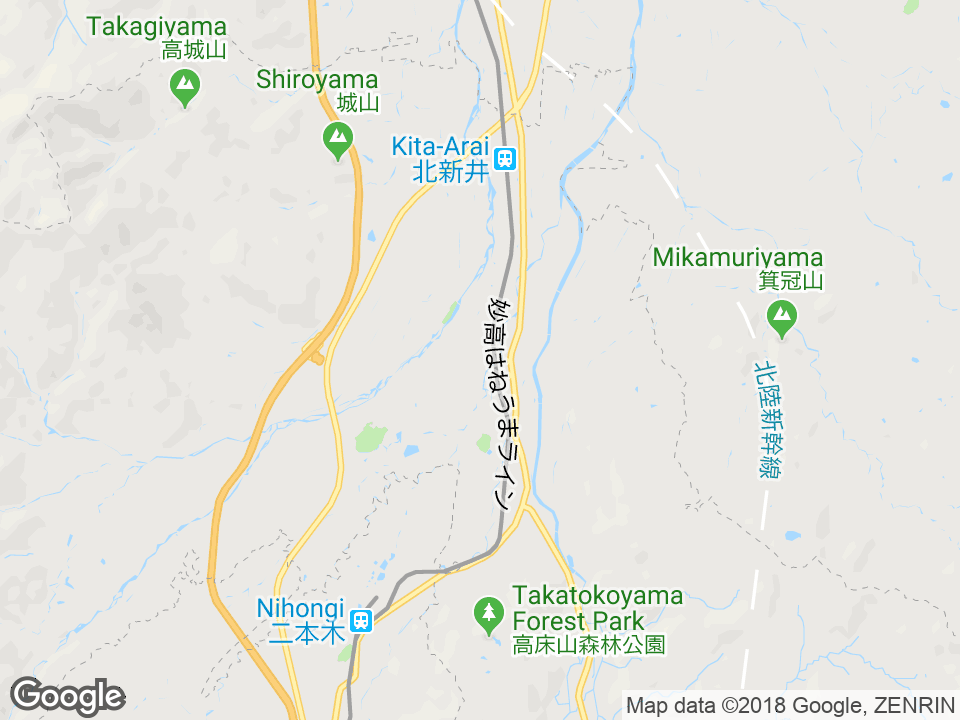 Takagiyama
高城山
Shiroyama
城山
Kita-Arai
北新井
Mikamuriyama
箕冠山
妙高はねうまライン
北陸新幹線
Nihongi
二本木
Takatokoyama
Forest Park
高床山森林公園
Google
Map data ©2018 Google, ZENRIN